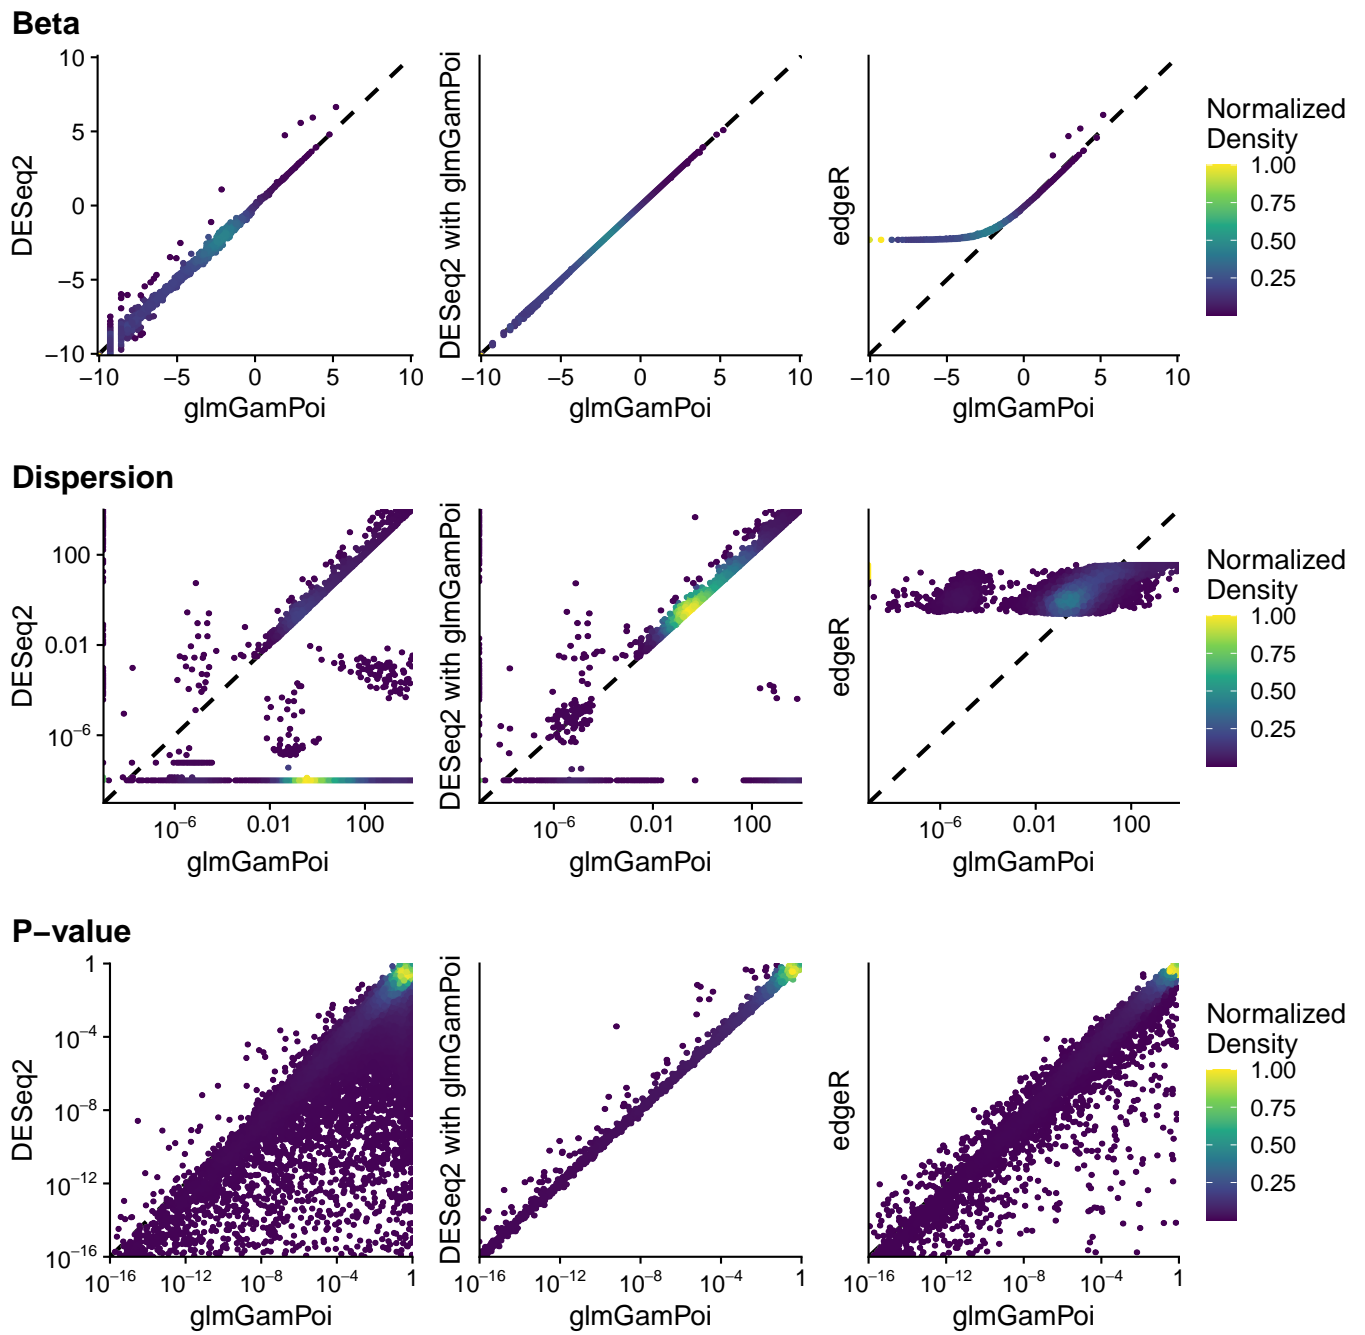 Beta
10
5
0
−5
−10
DESeq2
−10 −5 0 5 10
glmGamPoi
DESeq2 with glmGamPoi
−10 −5 0 5 10
glmGamPoi
edgeR
−10 −5 0 5 10
glmGamPoi
Normalized
Density
1.00
0.75
0.50
0.25
Dispersion
100
0.01
10⁻⁶
DESeq2
10⁻⁶ 0.01 100
glmGamPoi
DESeq2 with glmGamPoi
10⁻⁶ 0.01 100
glmGamPoi
edgeR
10⁻⁶ 0.01 100
glmGamPoi
Normalized
Density
1.00
0.75
0.50
0.25
P−value
1
10⁻⁴
10⁻⁸
10⁻¹²
10⁻¹⁶
DESeq2
10⁻¹⁶ 10⁻¹² 10⁻⁸ 10⁻⁴ 1
glmGamPoi
DESeq2 with glmGamPoi
10⁻¹⁶ 10⁻¹² 10⁻⁸ 10⁻⁴ 1
glmGamPoi
edgeR
10⁻¹⁶ 10⁻¹² 10⁻⁸ 10⁻⁴ 1
glmGamPoi
Normalized
Density
1.00
0.75
0.50
0.25